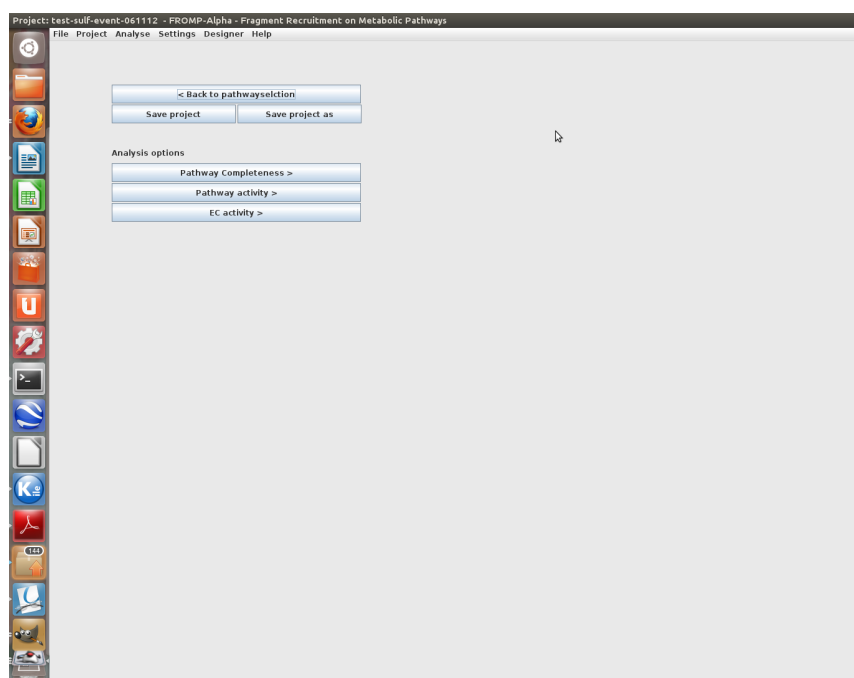 Project: test-sulf-event-061112 - FROMP-Alpha - Fragment Recruitment on Metabolic Pathways
File Project Analyse Settings Designer Help
< Back to pathwayselction
Save project Save project as
Analysis options
Pathway Completeness >
Pathway activity >
EC activity >
U
>_
K
144